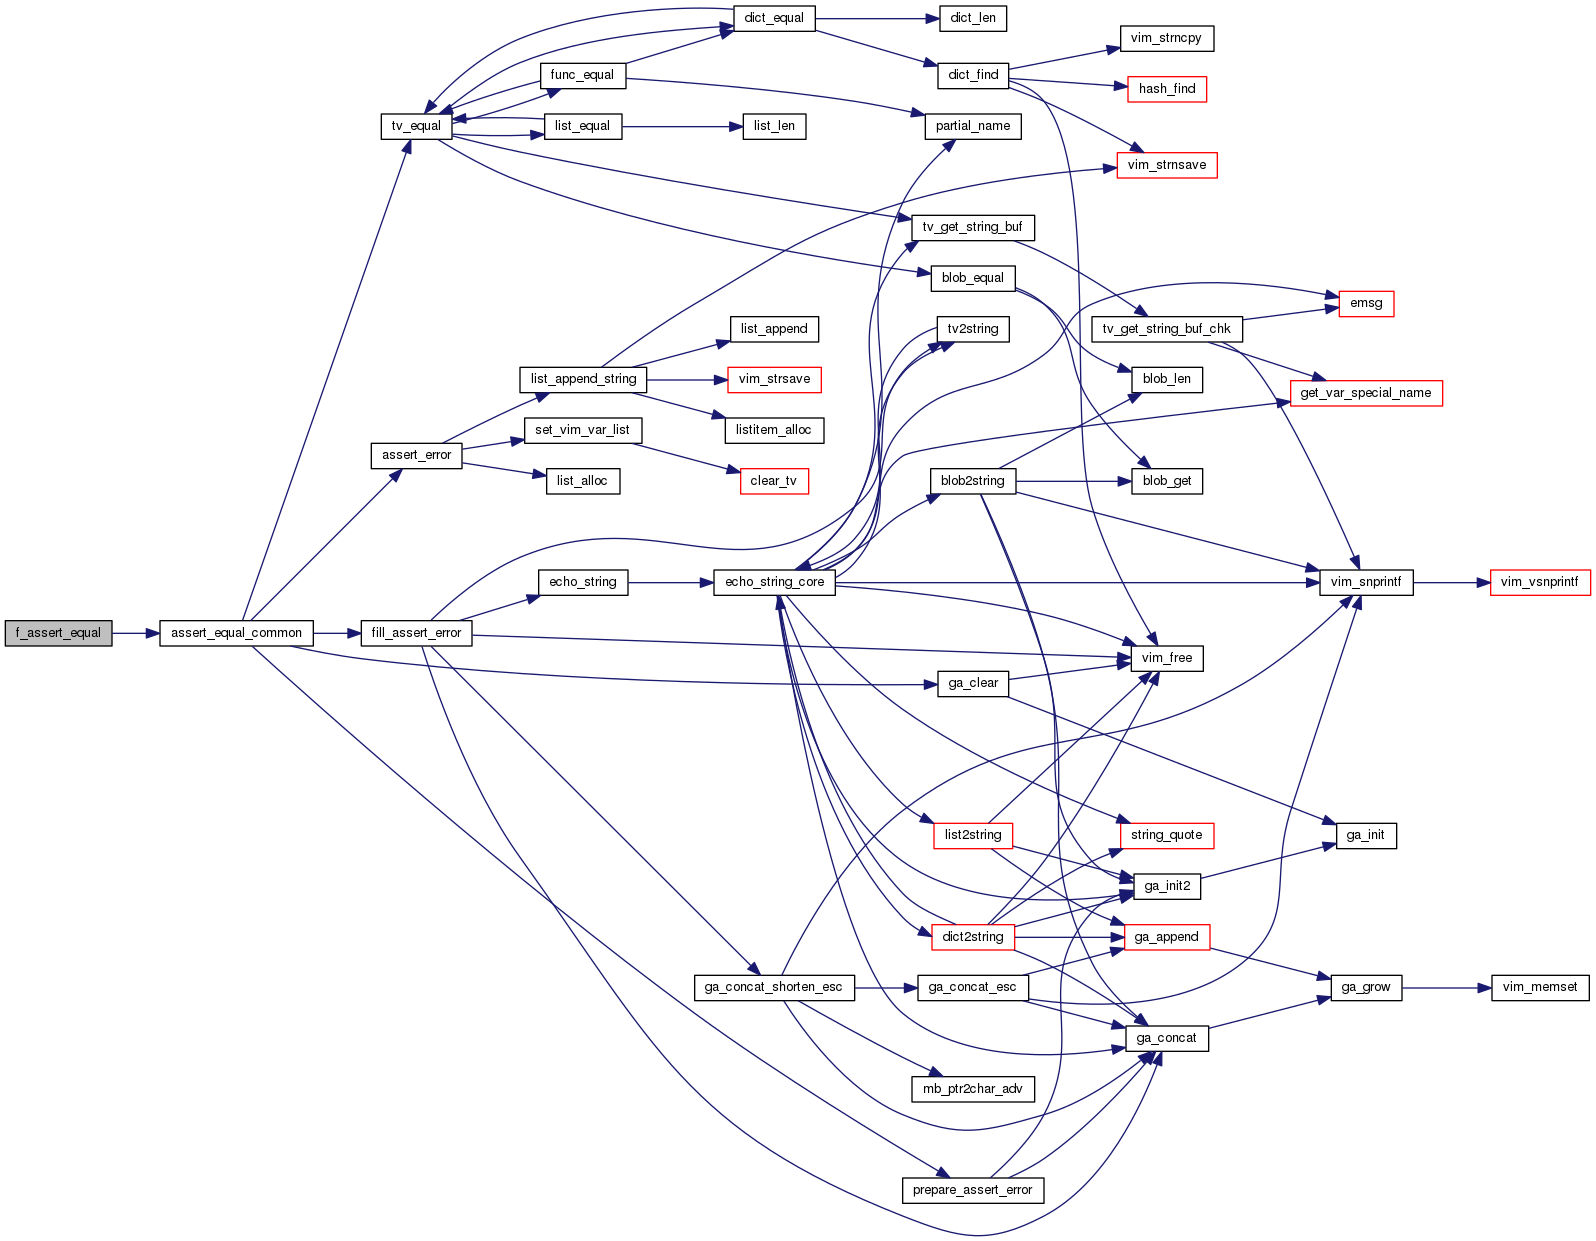 dict_equal
dict_len
vim_strncpy
func_equal
dict_find
hash_find
tv_equal
list_equal
list_len
partial_name
vim_strnsave
tv_get_string_buf
blob_equal
emsg
list_append
tv2string
tv_get_string_buf_chk
list_append_string
vim_strsave
blob_len
get_var_special_name
set_vim_var_list
listitem_alloc
assert_error
list_alloc
clear_tv
blob2string
blob_get
echo_string
echo_string_core
vim_snprintf
vim_vsnprintf
f_assert_equal
assert_equal_common
fill_assert_error
vim_free
ga_clear
list2string
string_quote
ga_init
ga_init2
dict2string
ga_append
ga_concat_shorten_esc
ga_concat_esc
ga_grow
vim_memset
ga_concat
mb_ptr2char_adv
prepare_assert_error